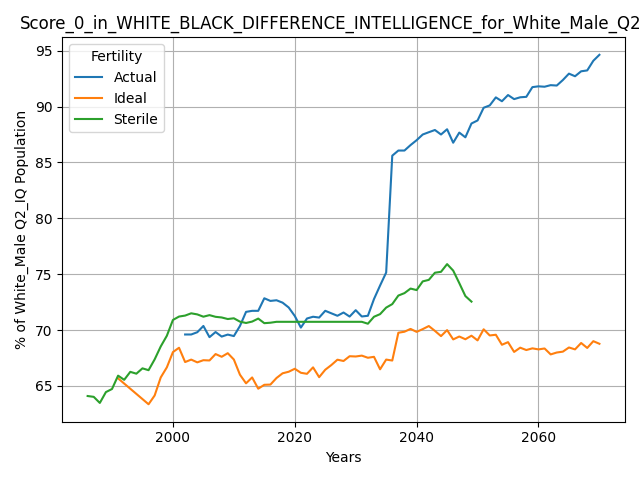 Score_0_in_WHITE_BLACK_DIFFERENCE_INTELLIGENCE_for_White_Male_Q2
Fertility
Actual
Ideal
Sterile
% of White_Male Q2_IQ Population
95
90
85
80
75
70
65
2000
2020
2040
2060
Years